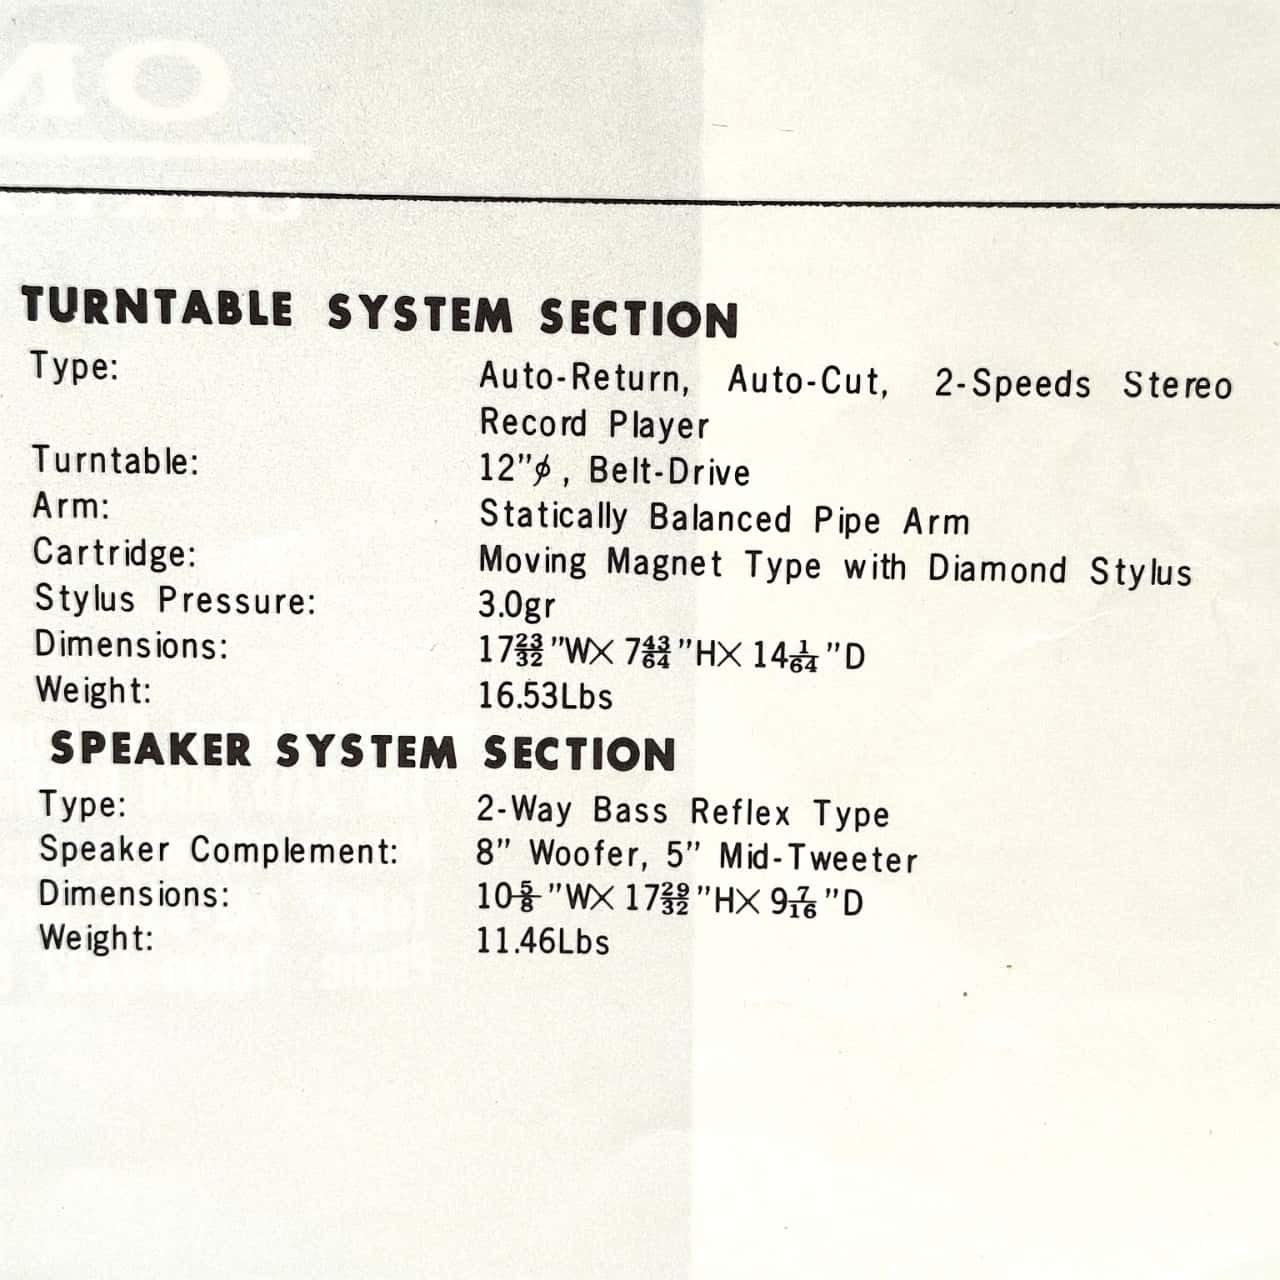 TURNTABLE SYSTEM SECTION
Type: Auto-Return, Auto-Cut, 2-Speeds Stereo
Record Player
Turntable: 12"ø, Belt-Drive
Arm: Statically Balanced Pipe Arm
Cartridge: Moving Magnet Type with Diamond Stylus
Stylus Pressure: 3.0gr
Dimensions: 17 23/32"W× 7 43/64"H× 14 1/64"D
Weight: 16.53Lbs
SPEAKER SYSTEM SECTION
Type: 2-Way Bass Reflex Type
Speaker Complement: 8" Woofer, 5" Mid-Tweeter
Dimensions: 10 5/8"W× 17 29/32"H× 9 7/16"D
Weight: 11.46Lbs